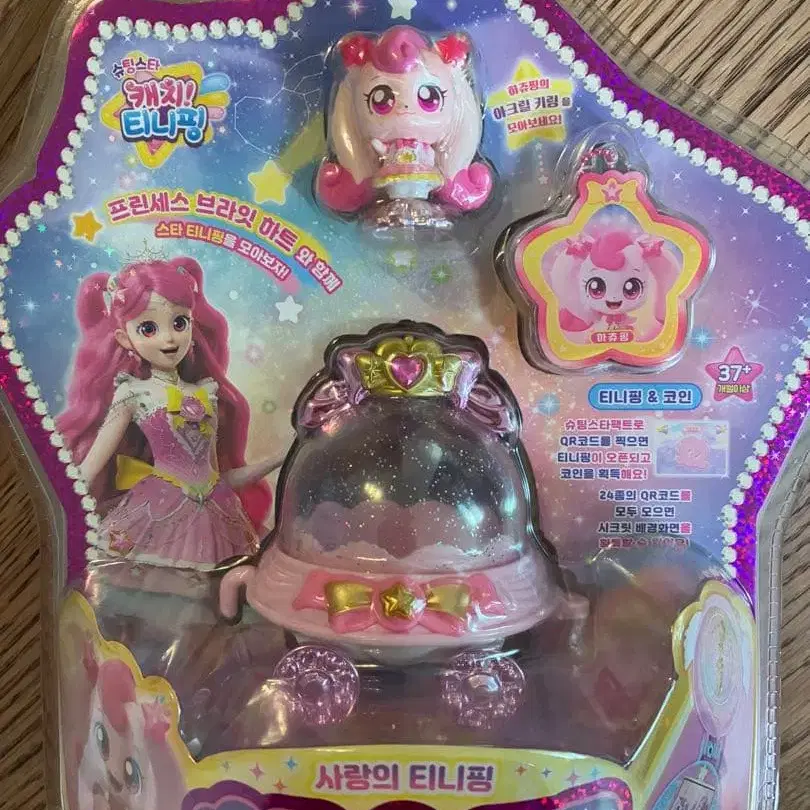 슈팅스타
캐치!
티니핑
하츄핑의
아크릴 키링을
모아보세요!
프린세스 브라잇 하트 와 함께
스타 티니핑을 모아보자!
하츄핑
37+
개월이상
티니핑 & 코인
슈팅스타팩트로
QR코드를 찍으면
티니핑이 오픈되고
코인을 획득해요!
24종의 QR코드를
모두 모으면
시크릿 배경화면을
사랑의 티니핑